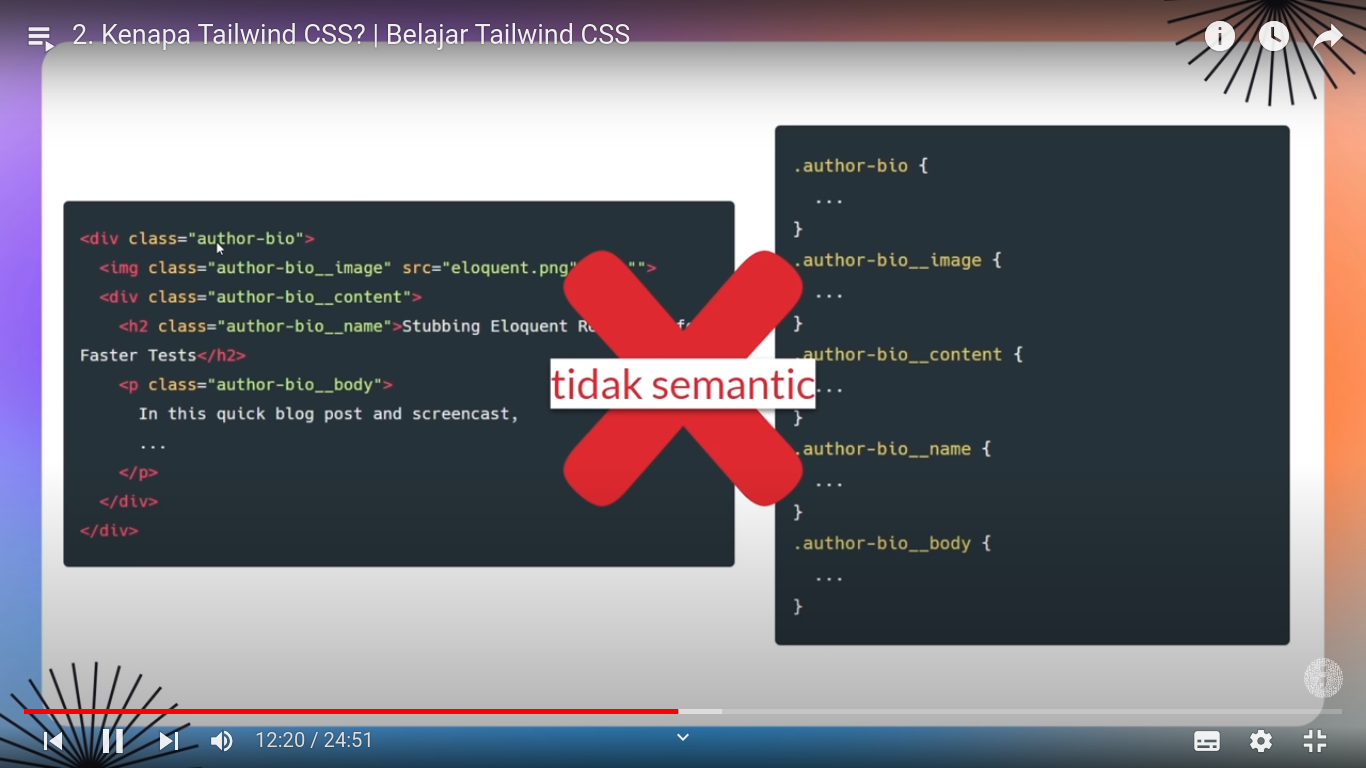 2. Kenapa Tailwind CSS? | Belajar Tailwind CSS
<div class="author-bio">
<img class="author-bio__image" src="eloquent.png" "">
<div class="author-bio__content">
<h2 class="author-bio__name">Stubbing Eloquent
Faster Tests</h2>
<p class="author-bio__body">
In this quick blog post and screencast,
...
</p>
</div>
</div>
tidak semantic
.author-bio {
...
}
.author-bio__image {
...
}
.author-bio__content {
...
}
.author-bio__name {
...
}
.author-bio__body {
...
}
12:20 / 24:51